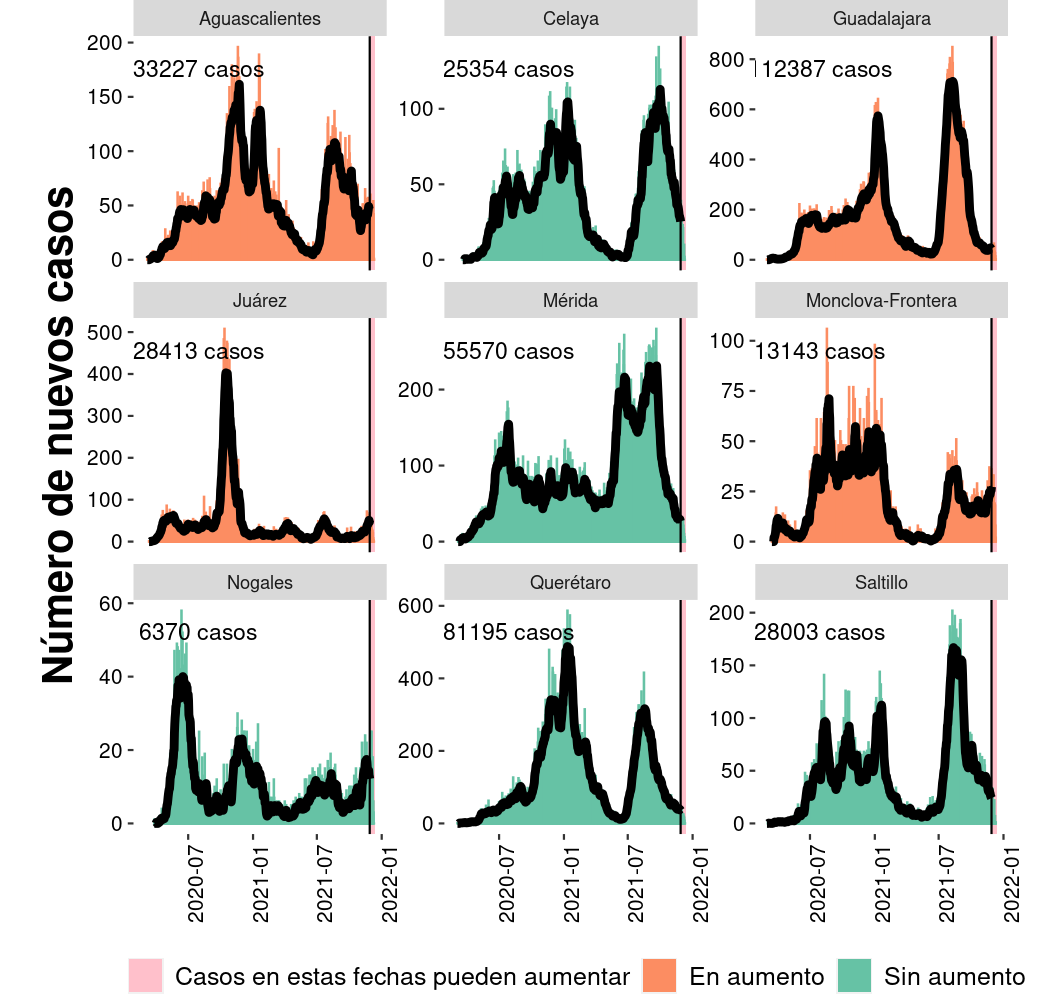 Número de nuevos casos
Aguascalientes
Celaya
Guadalajara
33227 casos
25354 casos
112387 casos
200
150
100
50
0
100
50
0
800
600
400
200
0
Juárez
Mérida
Monclova-Frontera
28413 casos
55570 casos
13143 casos
500
400
300
200
100
0
200
100
0
100
75
50
25
0
Nogales
Querétaro
Saltillo
6370 casos
81195 casos
28003 casos
60
40
20
0
600
400
200
0
200
150
100
50
0
2020-07
2021-01
2021-07
2022-01
2020-07
2021-01
2021-07
2022-01
2020-07
2021-01
2021-07
2022-01
Casos en estas fechas pueden aumentar
En aumento
Sin aumento